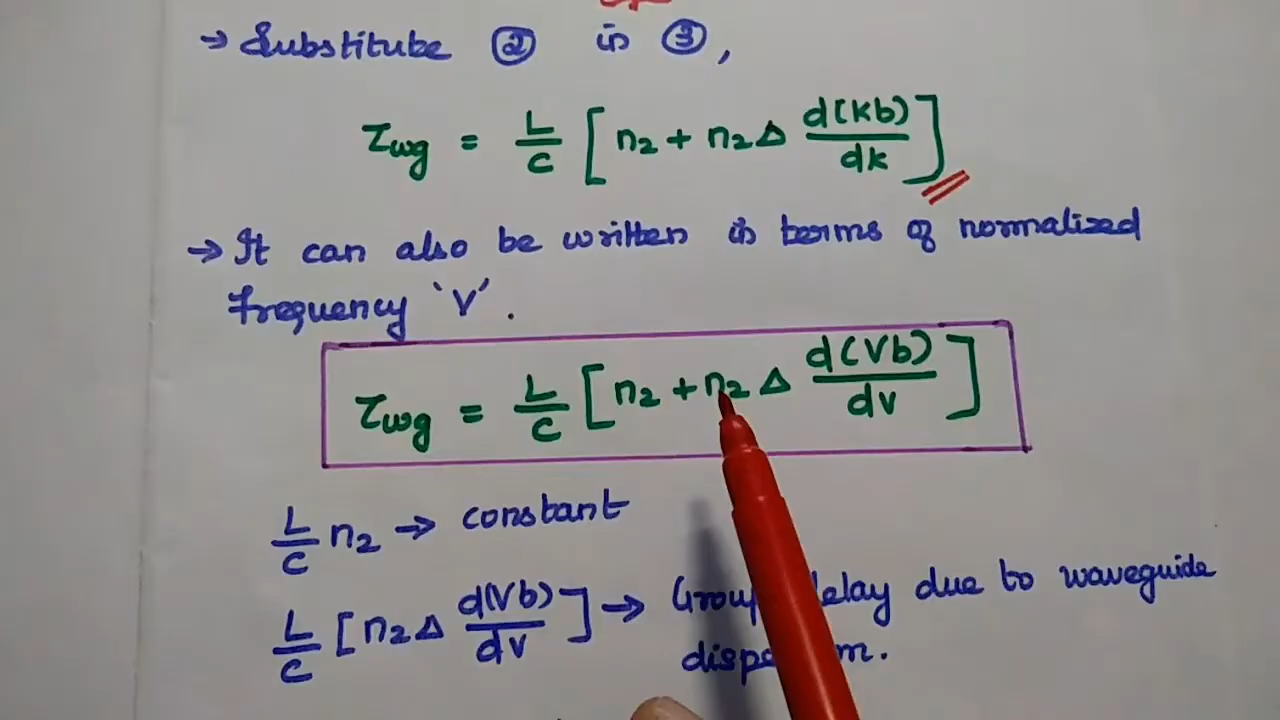 → Substitute ② in ③,
τwg = L/c [n₂ + n₂Δ d(kb)/dk]
→ It can also be written in terms of normalized
frequency 'V'.
τwg = L/c [n₂ + n₂Δ d(Vb)/dv]
L/c n₂ → constant
L/c [n₂Δ d(Vb)/dv] → Group delay due to waveguide